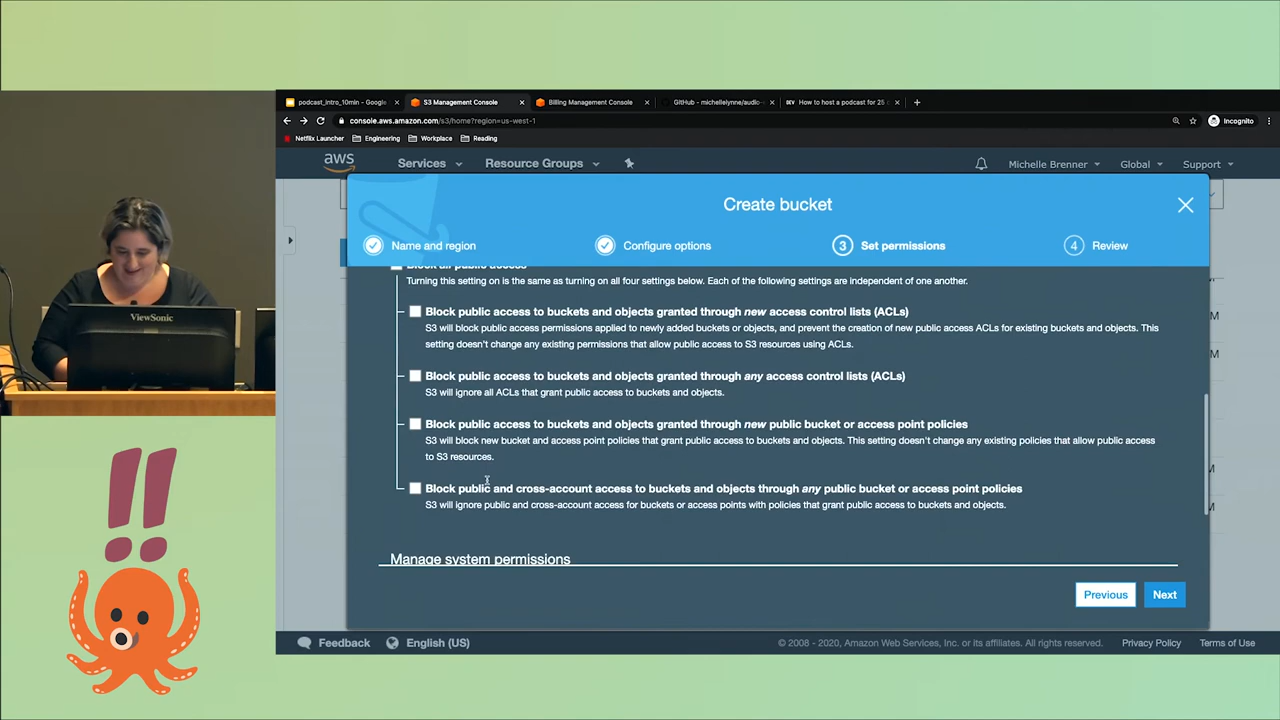 podcast_intro_10min - Google
S3 Management Console
Billing Management Console
GitHub - michellelynne/audio-
DEV How to host a podcast for 25 c
console.aws.amazon.com/s3/home?region=us-west-1
Incognito
Netflix Launcher
Engineering
Workplace
Reading
aws
Services
Resource Groups
Michelle Brenner
Global
Support
Create bucket
Name and region
Configure options
3 Set permissions
4 Review
Block all public access
Turning this setting on is the same as turning on all four settings below. Each of the following settings are independent of one another.
Block public access to buckets and objects granted through new access control lists (ACLs)
S3 will block public access permissions applied to newly added buckets or objects, and prevent the creation of new public access ACLs for existing buckets and objects. This
setting doesn't change any existing permissions that allow public access to S3 resources using ACLs.
Block public access to buckets and objects granted through any access control lists (ACLs)
S3 will ignore all ACLs that grant public access to buckets and objects.
Block public access to buckets and objects granted through new public bucket or access point policies
S3 will block new bucket and access point policies that grant public access to buckets and objects. This setting doesn't change any existing policies that allow public access
to S3 resources.
Block public and cross-account access to buckets and objects through any public bucket or access point policies
S3 will ignore public and cross-account access for buckets or access points with policies that grant public access to buckets and objects.
Manage system permissions
Previous
Next
Feedback
English (US)
© 2008 - 2020, Amazon Web Services, Inc. or its affiliates. All rights reserved.
Privacy Policy
Terms of Use
ViewSonic
!!